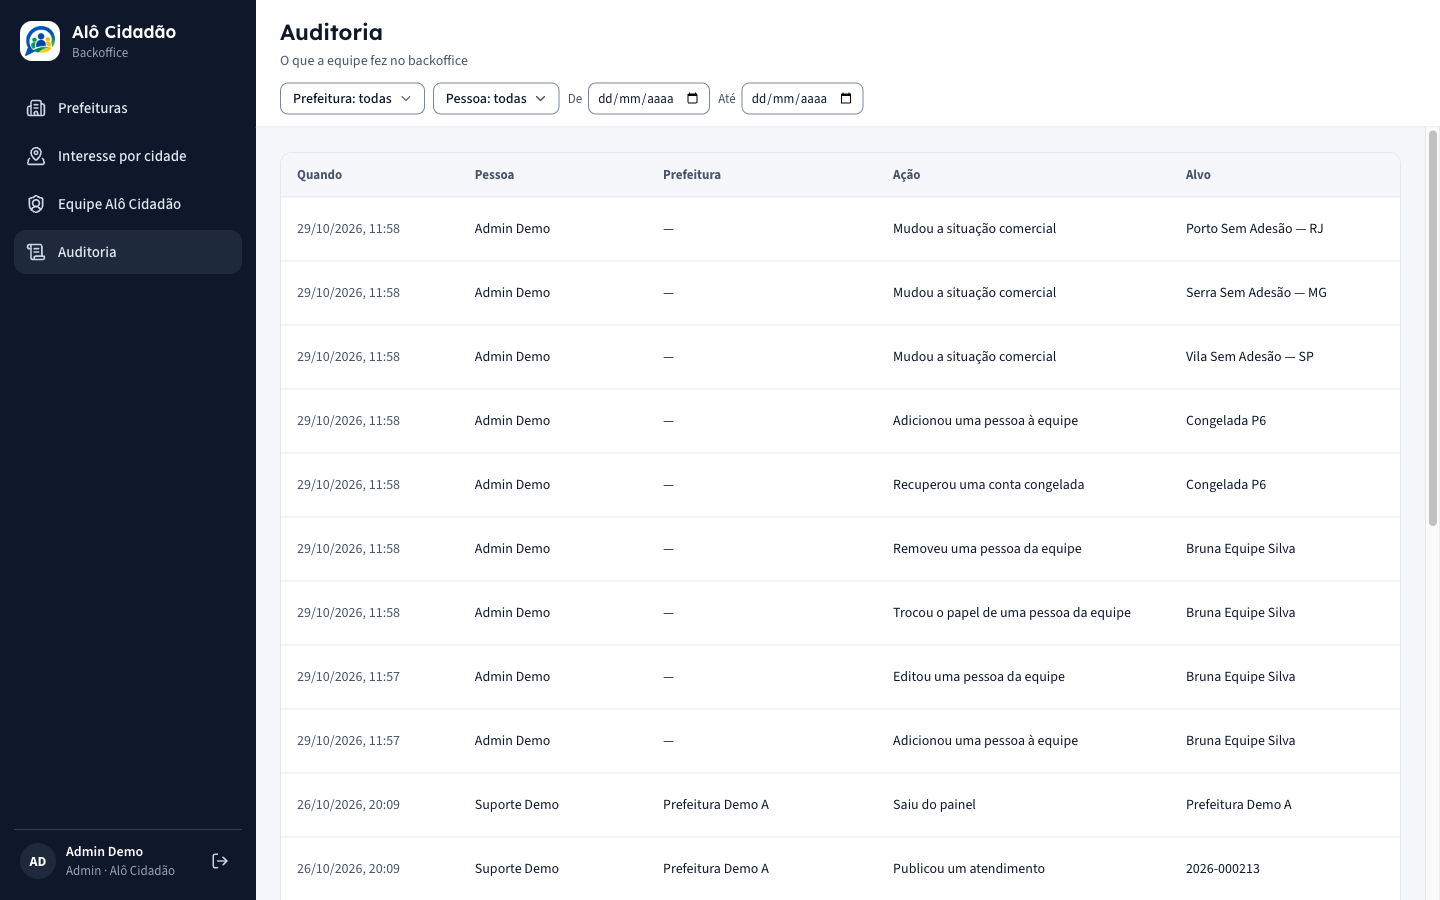 Alô Cidadão
Backoffice
Prefeituras
Interesse por cidade
Equipe Alô Cidadão
Auditoria
AD
Admin Demo
Admin · Alô Cidadão
Auditoria
O que a equipe fez no backoffice
Prefeitura: todas Pessoa: todas De dd/mm/aaaa Até dd/mm/aaaa
Quando Pessoa Prefeitura Ação Alvo
29/10/2026, 11:58 Admin Demo — Mudou a situação comercial Porto Sem Adesão — RJ
29/10/2026, 11:58 Admin Demo — Mudou a situação comercial Serra Sem Adesão — MG
29/10/2026, 11:58 Admin Demo — Mudou a situação comercial Vila Sem Adesão — SP
29/10/2026, 11:58 Admin Demo — Adicionou uma pessoa à equipe Congelada P6
29/10/2026, 11:58 Admin Demo — Recuperou uma conta congelada Congelada P6
29/10/2026, 11:58 Admin Demo — Removeu uma pessoa da equipe Bruna Equipe Silva
29/10/2026, 11:58 Admin Demo — Trocou o papel de uma pessoa da equipe Bruna Equipe Silva
29/10/2026, 11:57 Admin Demo — Editou uma pessoa da equipe Bruna Equipe Silva
29/10/2026, 11:57 Admin Demo — Adicionou uma pessoa à equipe Bruna Equipe Silva
26/10/2026, 20:09 Suporte Demo Prefeitura Demo A Saiu do painel Prefeitura Demo A
26/10/2026, 20:09 Suporte Demo Prefeitura Demo A Publicou um atendimento 2026-000213